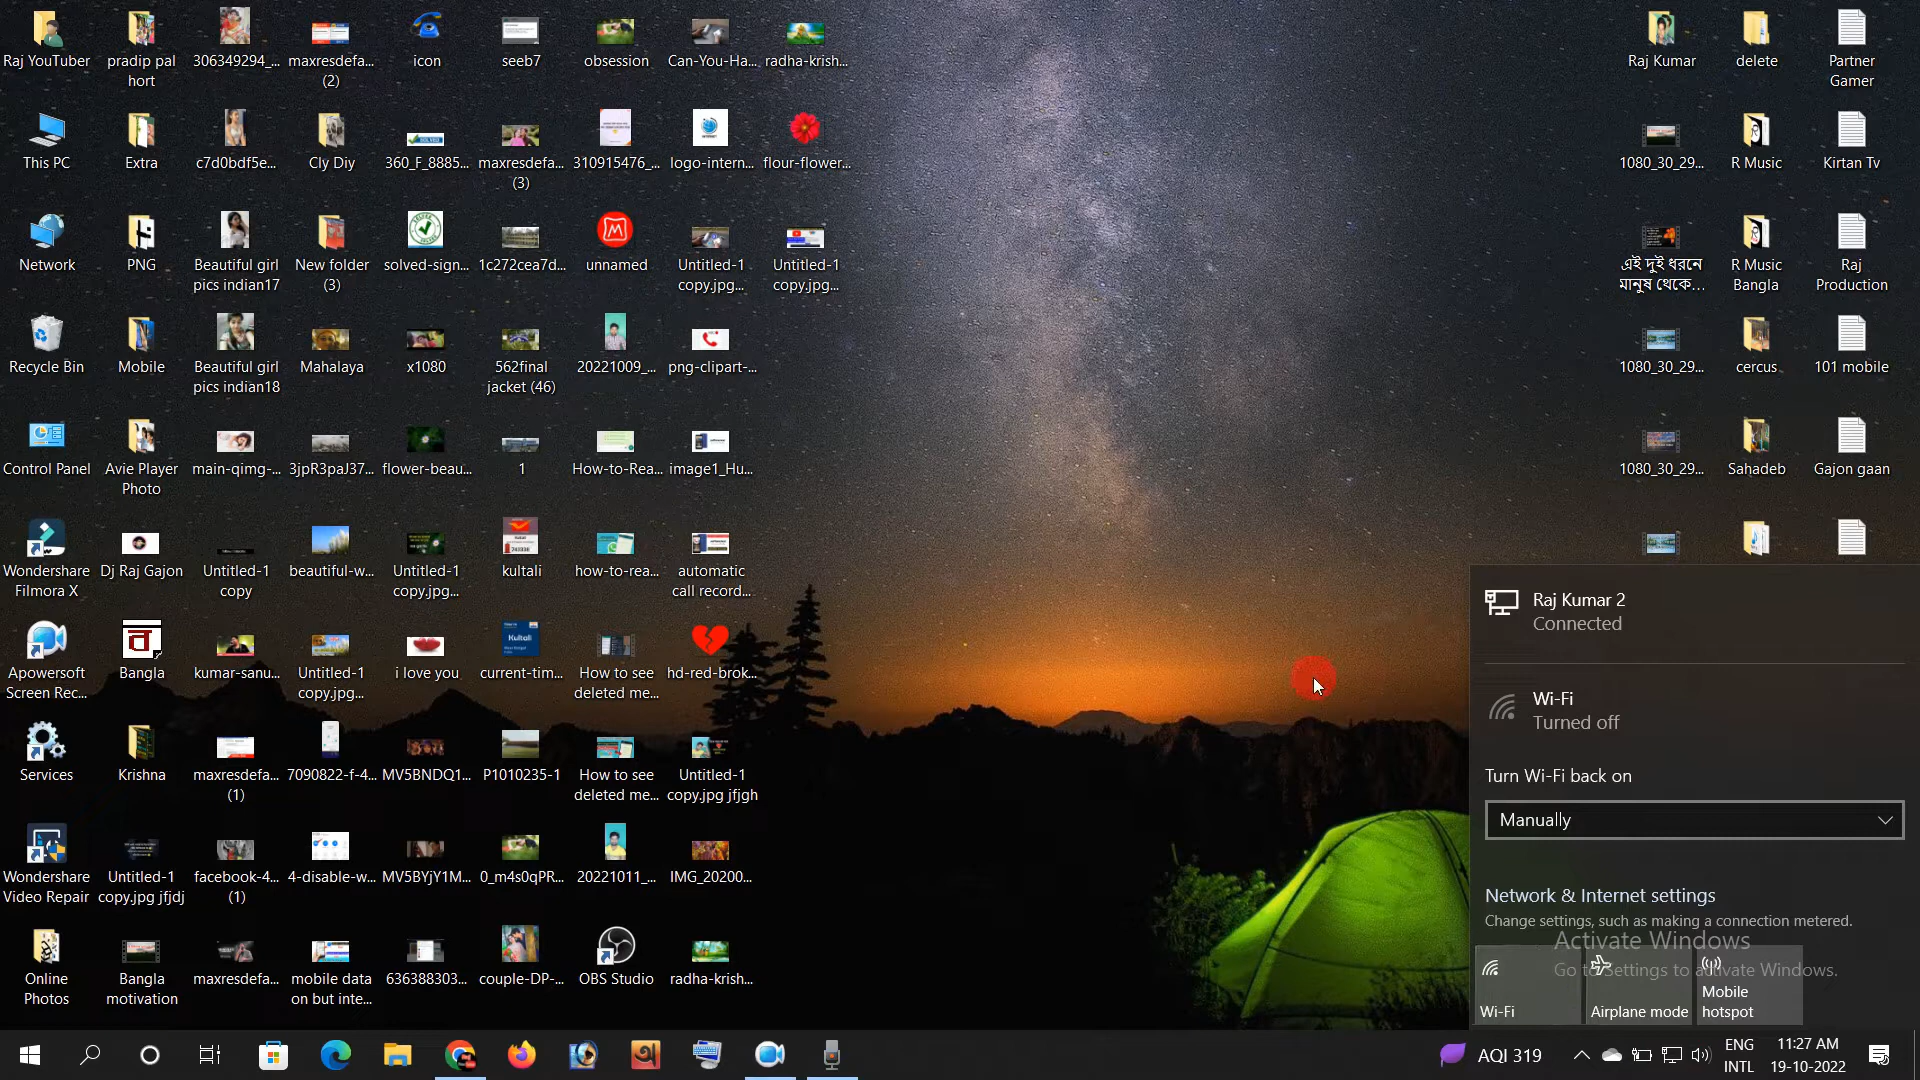 Raj YouTuber
pradip pal
hort
306349294_...
maxresdefa...
(2)
icon
seeb7
obsession
Can-You-Ha...
radha-krish...
Raj Kumar
delete
Partner
Gamer
This PC
Extra
c7d0bdf5e...
Cly Diy
360_F_8885...
maxresdefa...
(3)
310915476_...
logo-intern...
flour-flower...
1080_30_29...
R Music
Kirtan Tv
Network
PNG
Beautiful girl
pics indian17
New folder
(3)
solved-sign...
1c272cea7d...
unnamed
Untitled-1
copy.jpg...
Untitled-1
copy.jpg...
এই দুই ধরনে
মানুষ থেকে...
R Music
Bangla
Raj
Production
Recycle Bin
Mobile
Beautiful girl
pics indian18
Mahalaya
x1080
562final
jacket (46)
20221009_...
png-clipart-...
1080_30_29...
cercus
101 mobile
Control Panel
Avie Player
Photo
main-qimg-...
3jpR3paJ37...
flower-beau...
1
How-to-Rea...
image1_Hu...
1080_30_29...
Sahadeb
Gajon gaan
Wondershare
Filmora X
Dj Raj Gajon
Untitled-1
copy
beautiful-w...
Untitled-1
copy.jpg...
kultali
how-to-rea...
automatic
call record...
Apowersoft
Screen Rec...
Bangla
kumar-sanu...
Untitled-1
copy.jpg...
i love you
current-tim...
How to see
deleted me...
hd-red-brok...
Services
Krishna
maxresdefa...
(1)
7090822-f-4...
MV5BNDQ1...
P1010235-1
How to see
deleted me...
Untitled-1
copy.jpg jfjgh
Wondershare
Video Repair
Untitled-1
copy.jpg jfjdj
facebook-4...
(1)
4-disable-w...
MV5BYjY1M...
0_m4s0qPR...
20221011_...
IMG_20200...
Online
Photos
Bangla
motivation
maxresdefa...
mobile data
on but inte...
636388303...
couple-DP-...
OBS Studio
radha-krish...
Raj Kumar 2
Connected
Wi-Fi
Turned off
Turn Wi-Fi back on
Manually
Network & Internet settings
Change settings, such as making a connection metered.
Activate Windows
Go to Settings to activate Windows.
Wi-Fi
Airplane mode
Mobile
hotspot
AQI 319
ENG
INTL
11:27 AM
19-10-2022